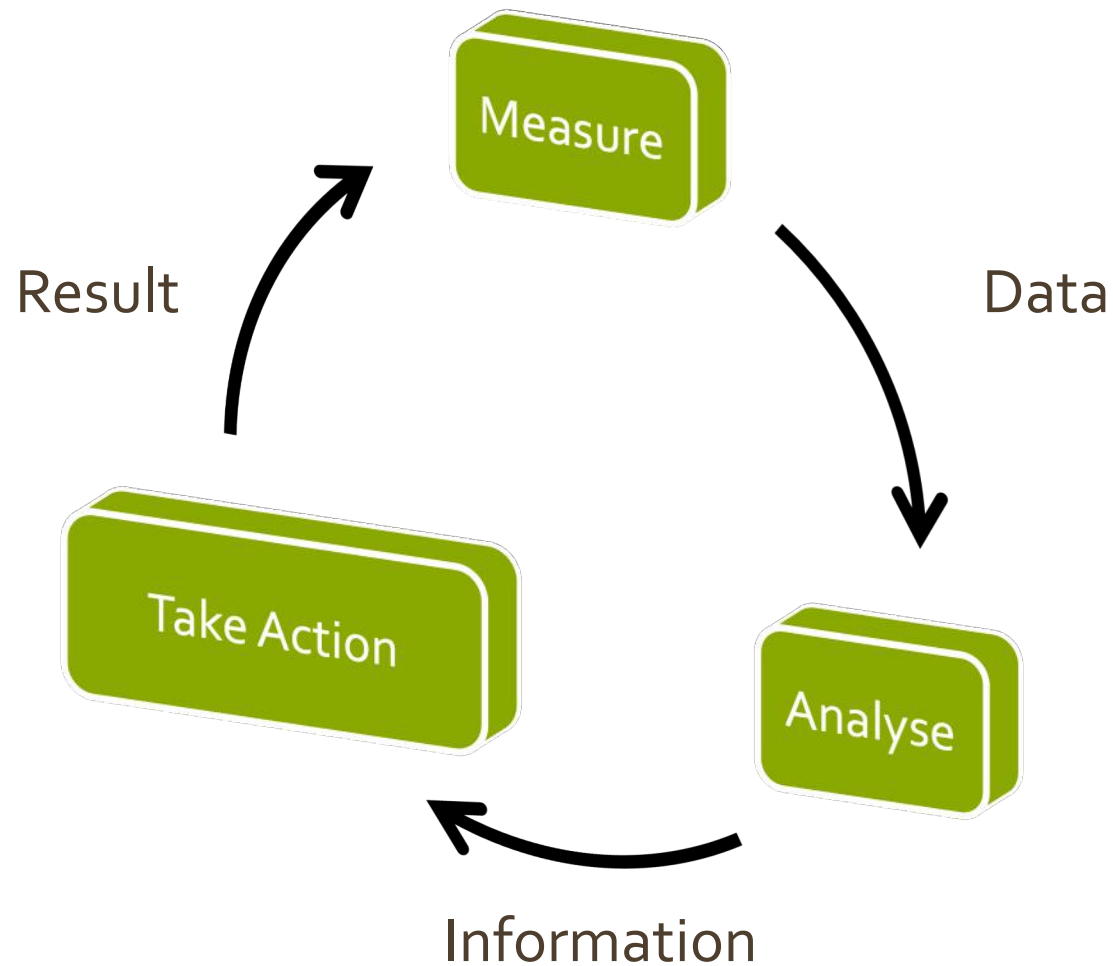 Measure
Result
Data
Take Action
Analyse
Information